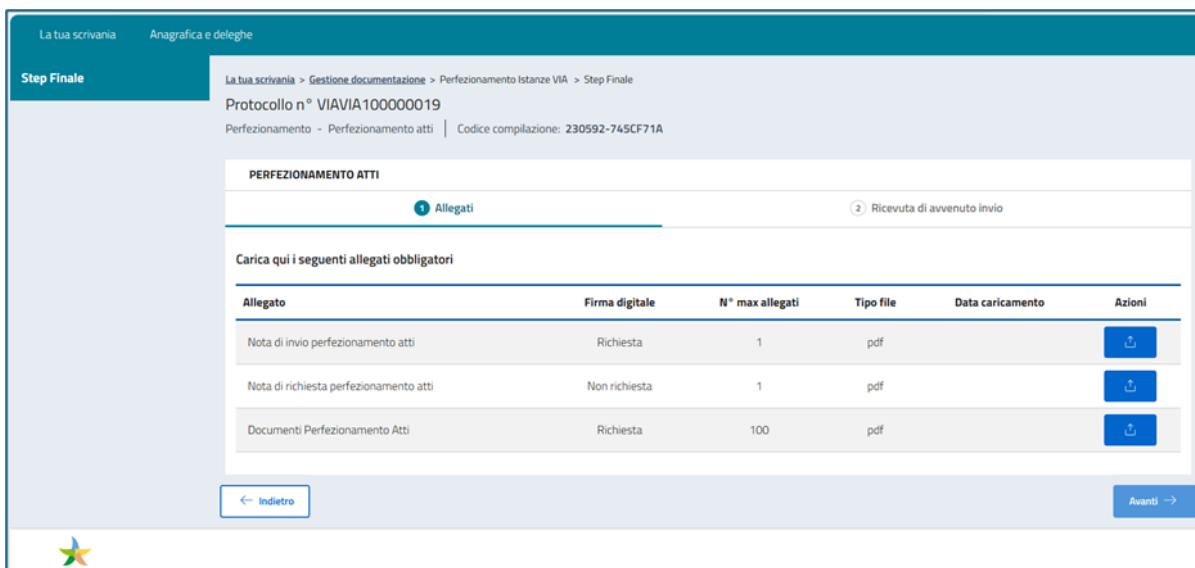 La tua scrivania Anagrafica e deleghe
Step Finale
La tua scrivania > Gestione documentazione > Perfezionamento Istanze VIA > Step Finale
Protocollo n° VIAVIA100000019
Perfezionamento - Perfezionamento atti | Codice compilazione: 230592-745CF71A
PERFEZIONAMENTO ATTI
1 Allegati 2 Ricevuta di avvenuto invio
Carica qui i seguenti allegati obbligatori
Allegato Firma digitale N° max allegati Tipo file Data caricamento Azioni
Nota di invio perfezionamento atti Richiesta 1 pdf
Nota di richiesta perfezionamento atti Non richiesta 1 pdf
Documenti Perfezionamento Atti Richiesta 100 pdf
← Indietro Avanti →